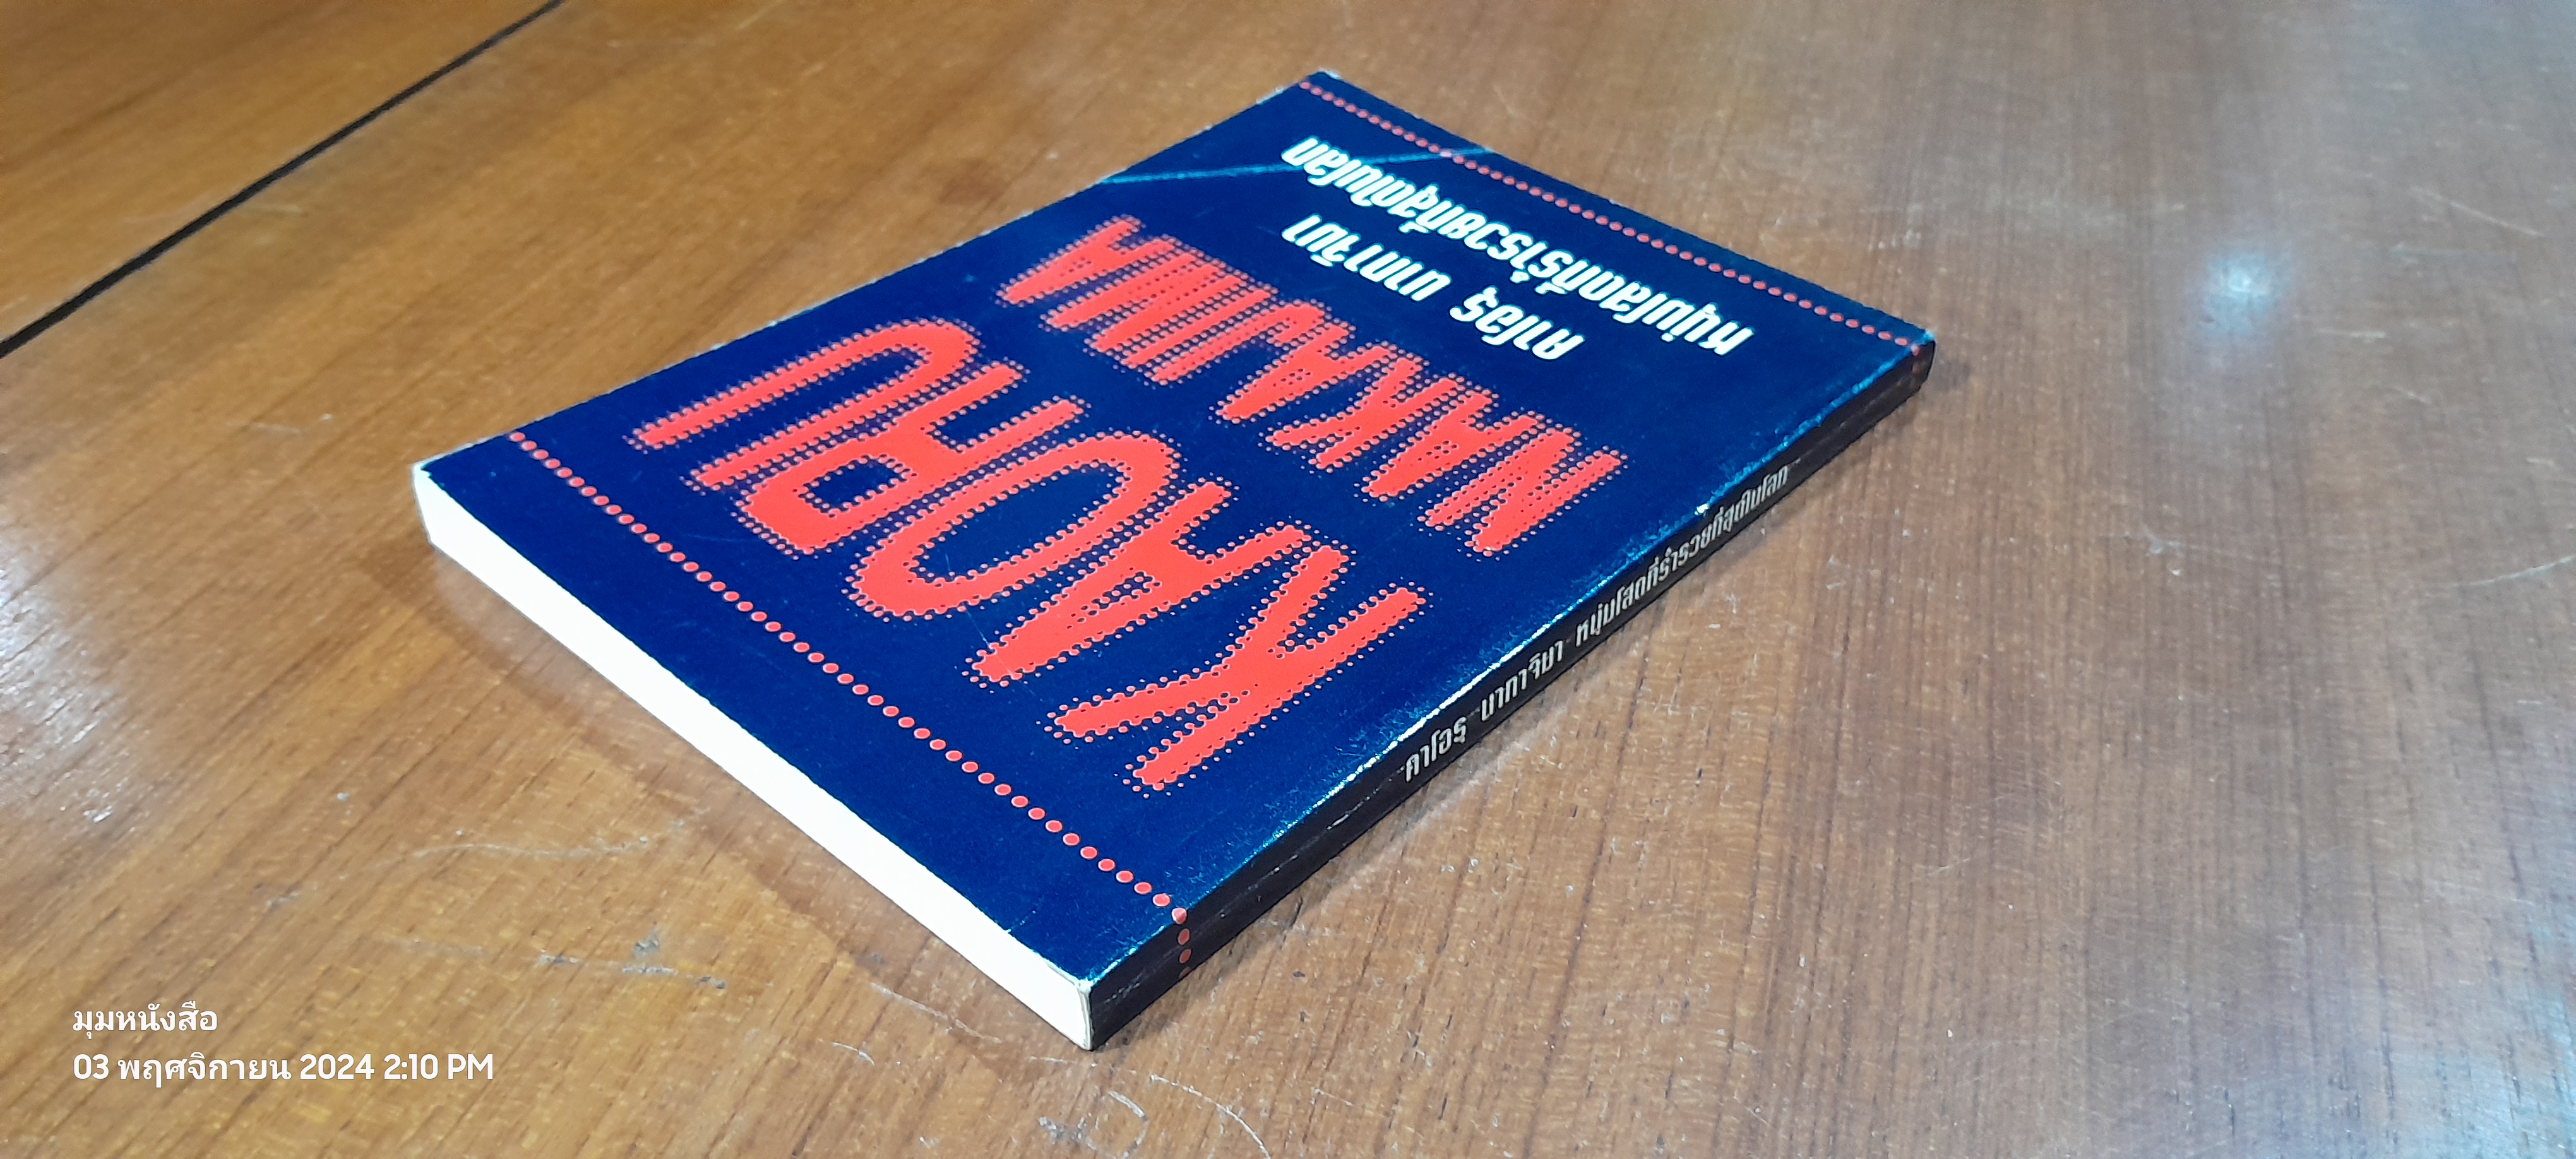 KAORU
NAKAJIMA
คาโอรุ นากาจิมา
หนุ่มโสดที่ร่ำรวยที่สุดในโลก
คาโอรุ นากาจิมา หนุ่มโสดที่ร่ำรวยที่สุดในโลก
มุมหนังสือ
03 พฤศจิกายน 2024 2:10 PM